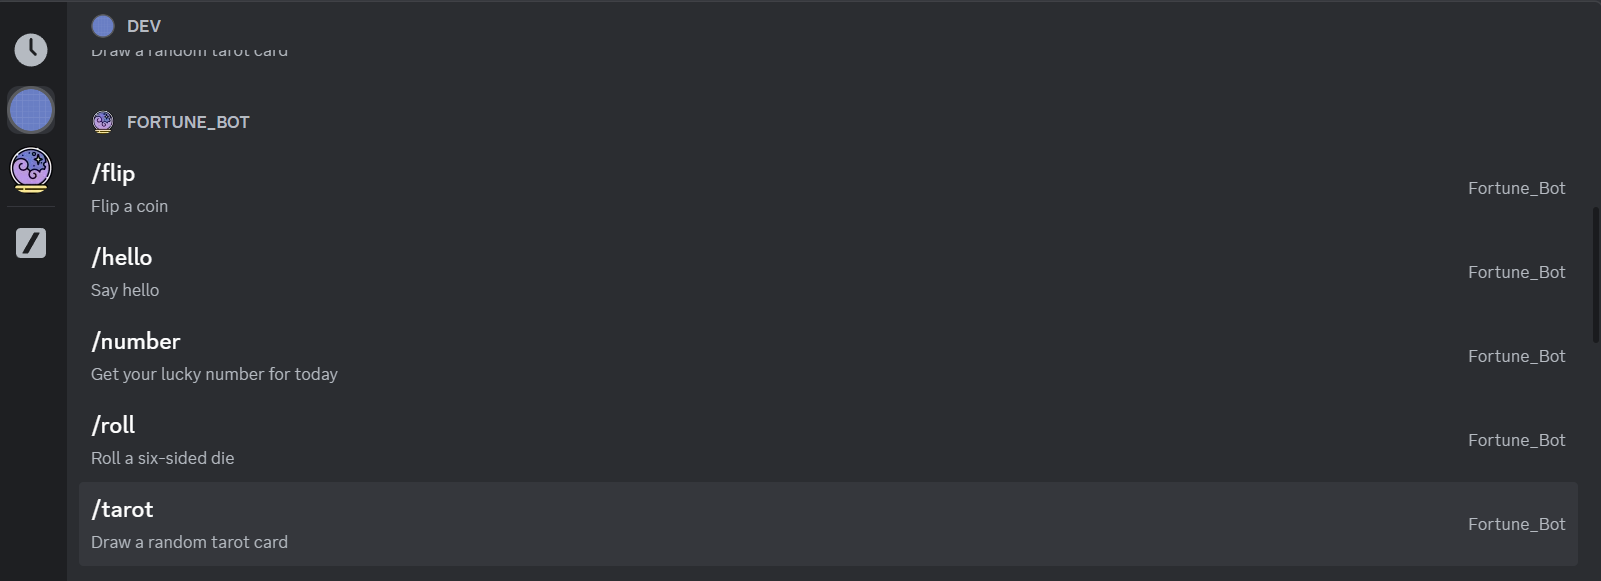 DEV
Draw a random tarot card
FORTUNE_BOT
/flip
Flip a coin
Fortune_Bot
/hello
Say hello
Fortune_Bot
/number
Get your lucky number for today
Fortune_Bot
/roll
Roll a six-sided die
Fortune_Bot
/tarot
Draw a random tarot card
Fortune_Bot